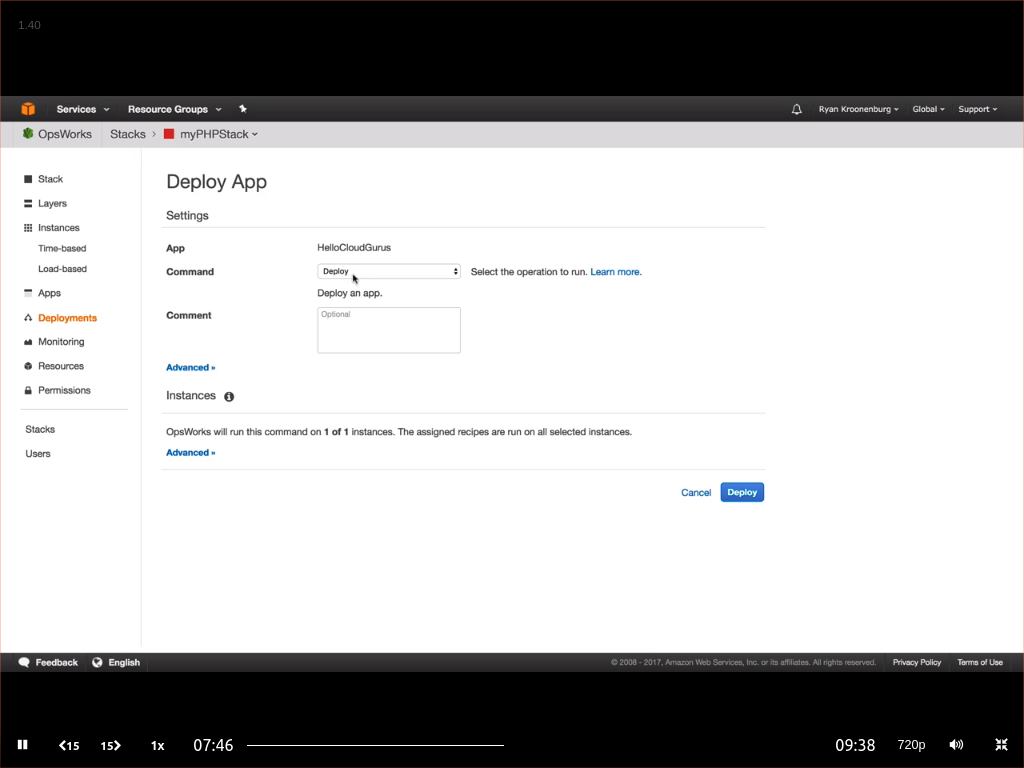 1.40
Services Resource Groups Ryan Kroonenburg Global Support
OpsWorks Stacks › myPHPStack
Stack
Layers
Instances
Time-based
Load-based
Apps
Deployments
Monitoring
Resources
Permissions
Stacks
Users
Deploy App
Settings
App HelloCloudGurus
Command Deploy Select the operation to run. Learn more.
Deploy an app.
Comment Optional
Advanced »
Instances
OpsWorks will run this command on 1 of 1 instances. The assigned recipes are run on all selected instances.
Advanced »
Cancel Deploy
Feedback English © 2008 - 2017, Amazon Web Services, Inc. or its affiliates. All rights reserved. Privacy Policy Terms of Use
15 15 1x 07:46 09:38 720p